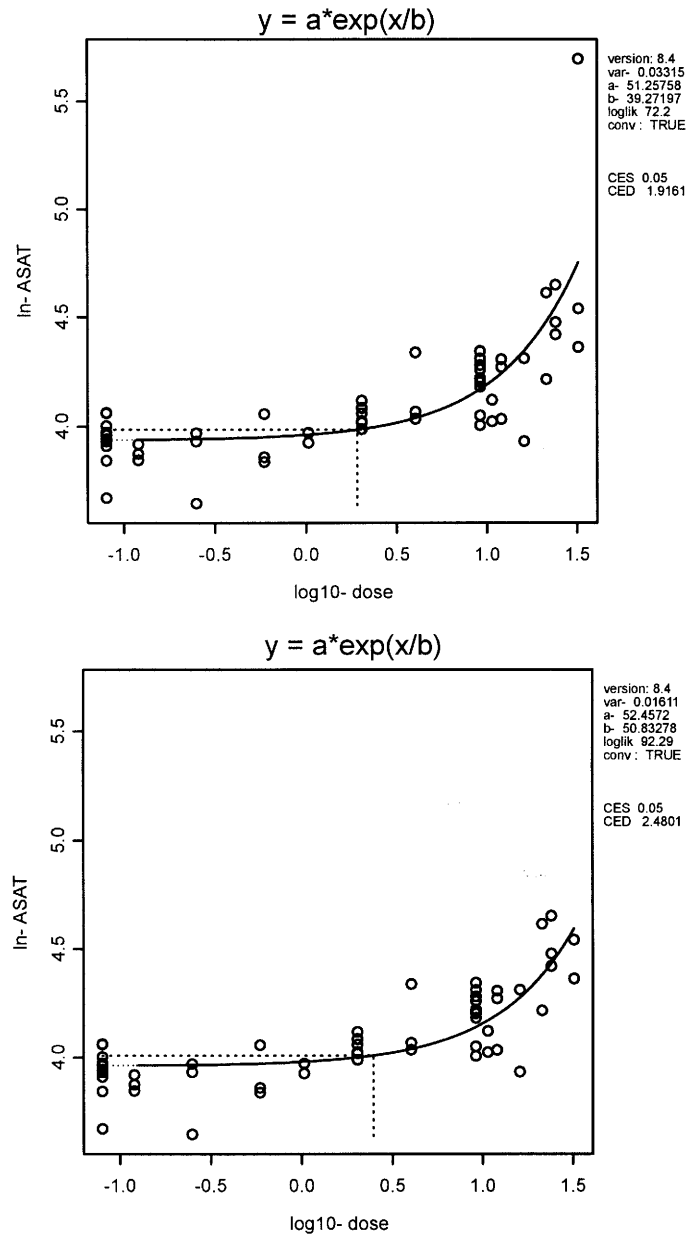 y = a*exp(x/b)
version: 8.4
var- 0.03315
a- 51.25758
b- 39.27197
loglik 72.2
conv : TRUE
CES 0.05
CED 1.9161
ln- ASAT
5.5
5.0
4.5
4.0
-1.0 -0.5 0.0 0.5 1.0 1.5
log10- dose
y = a*exp(x/b)
version: 8.4
var- 0.01611
a- 52.4572
b- 50.83278
loglik 92.29
conv : TRUE
CES 0.05
CED 2.4801
ln- ASAT
5.5
5.0
4.5
4.0
-1.0 -0.5 0.0 0.5 1.0 1.5
log10- dose